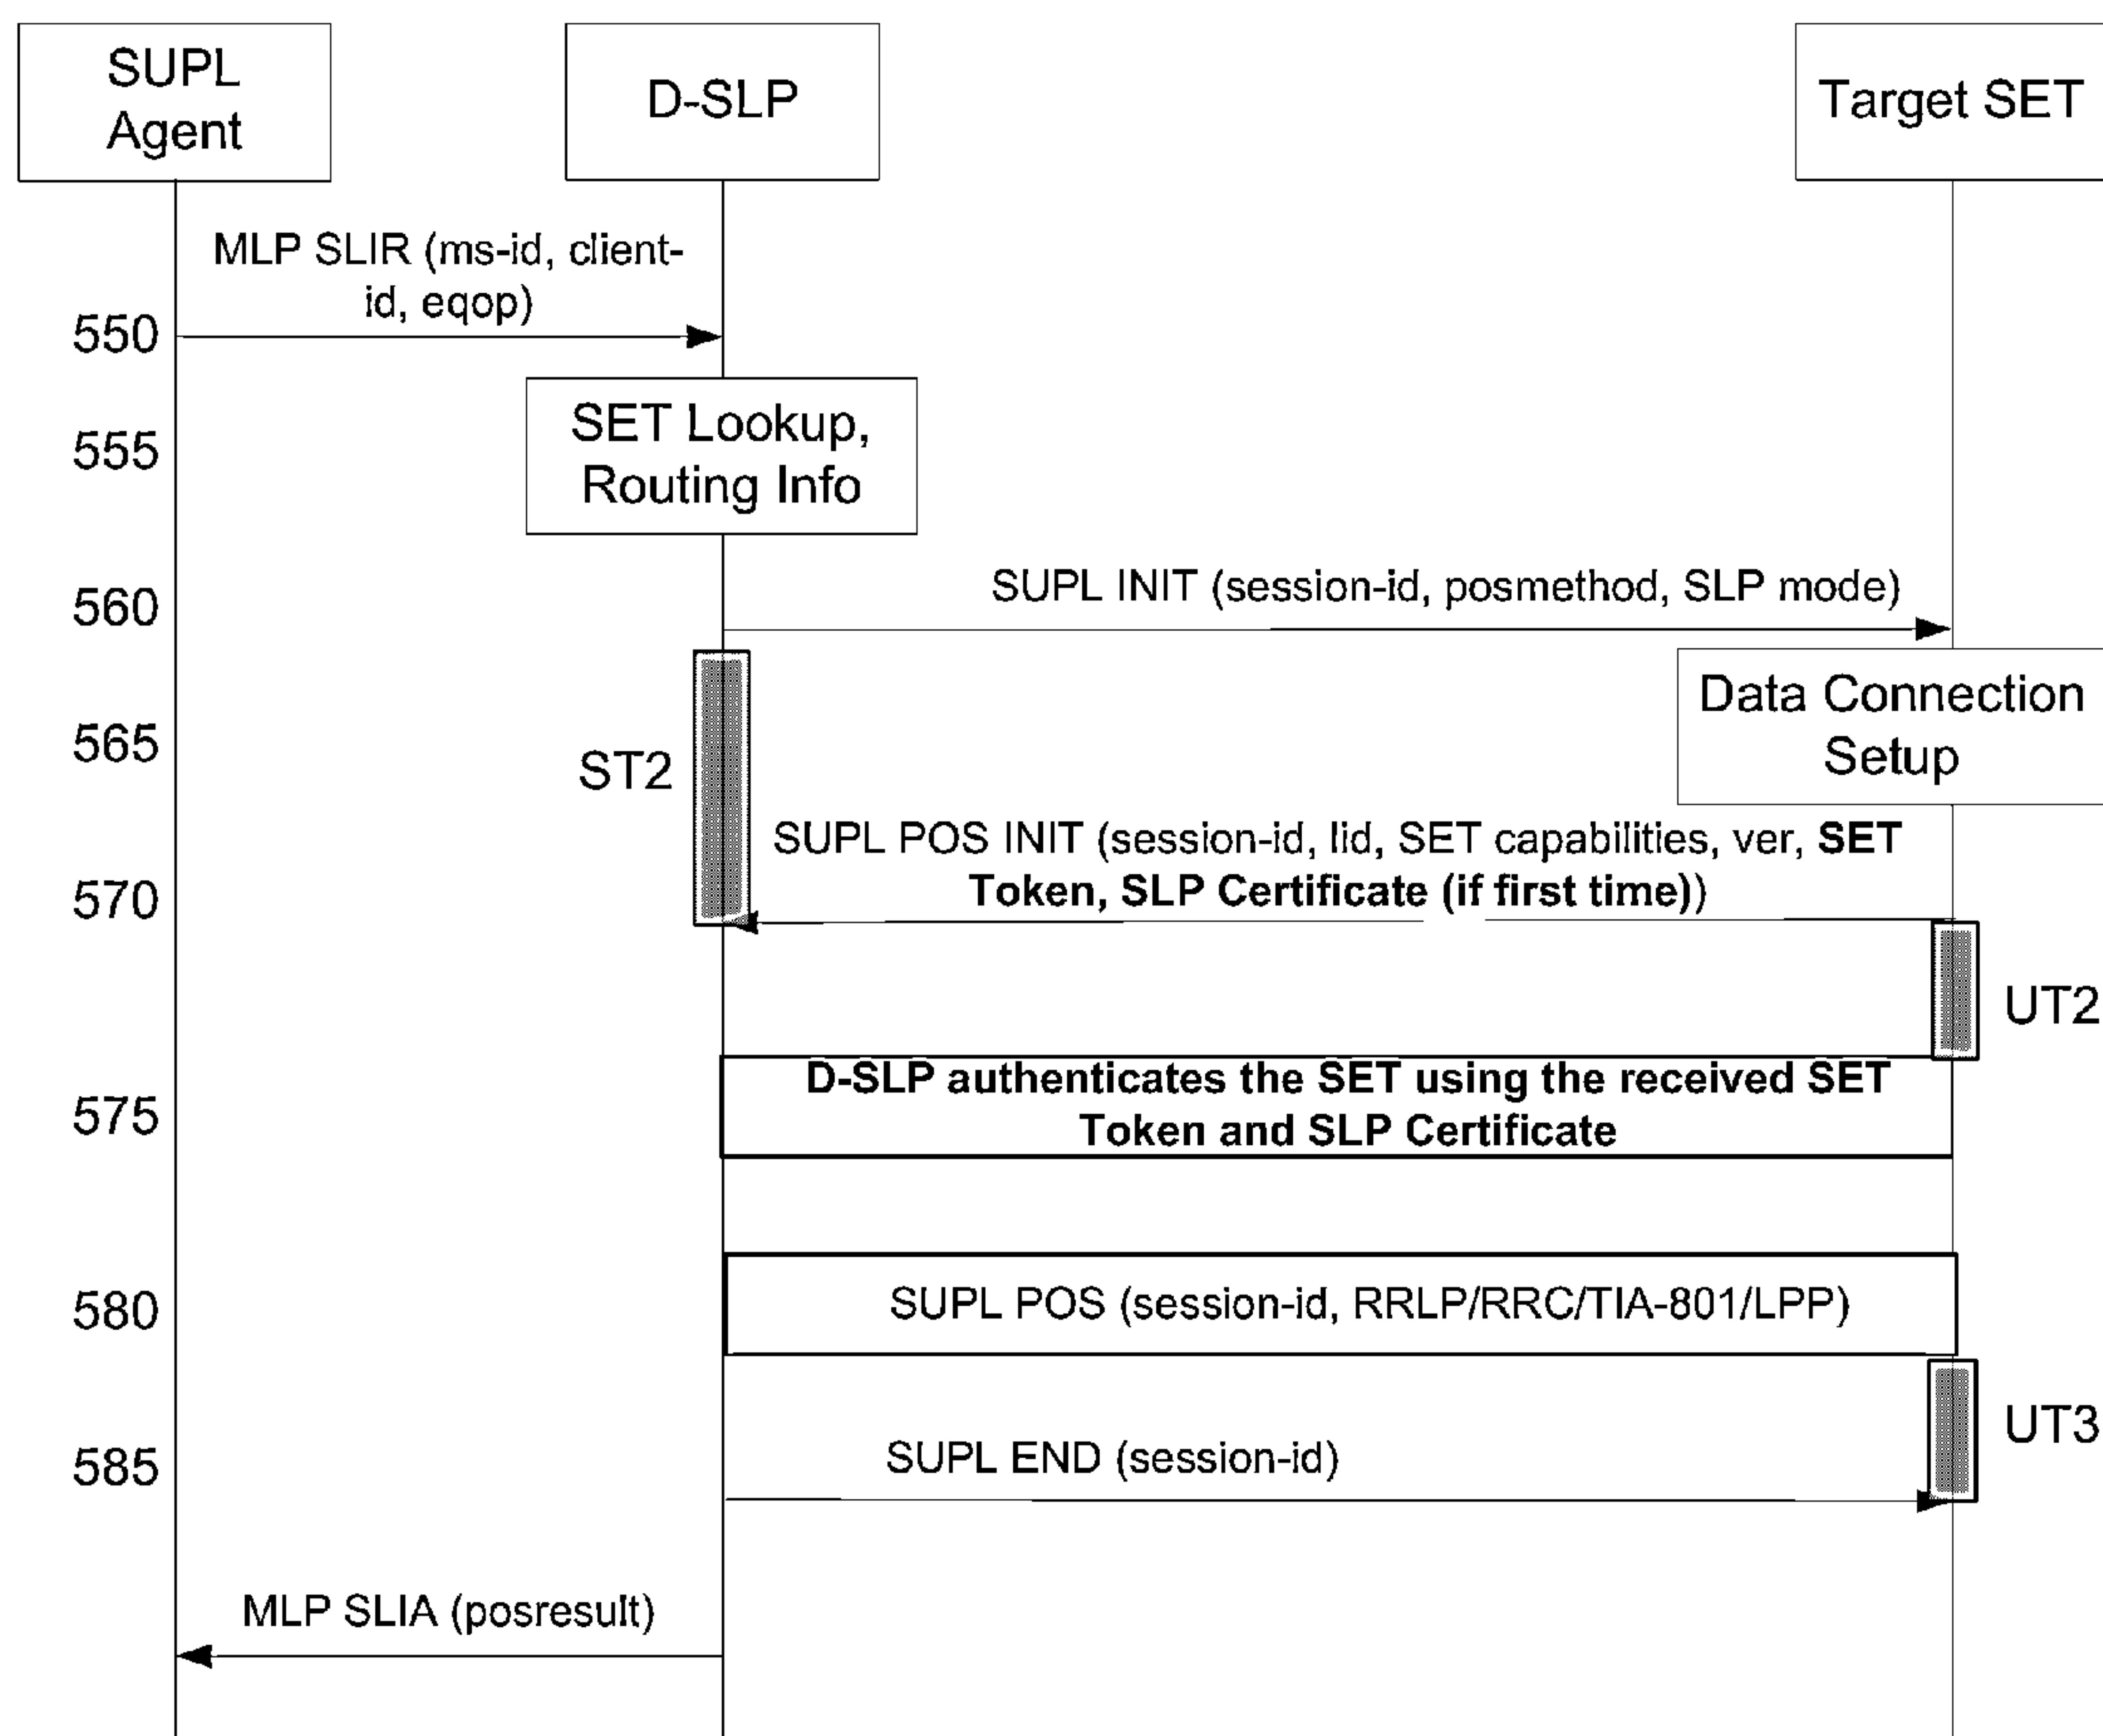 SUPL
Agent
D-SLP
Target SET
MLP SLIR (ms-id, client-
id, eqop)
550
SET Lookup,
Routing Info
555
SUPL INIT (session-id, posmethod, SLP mode)
560
Data Connection
Setup
565
ST2
SUPL POS INIT (session-id, lid, SET capabilities, ver, SET
Token, SLP Certificate (if first time))
570
UT2
D-SLP authenticates the SET using the received SET
Token and SLP Certificate
575
SUPL POS (session-id, RRLP/RRC/TIA-801/LPP)
580
UT3
SUPL END (session-id)
585
MLP SLIA (posresult)